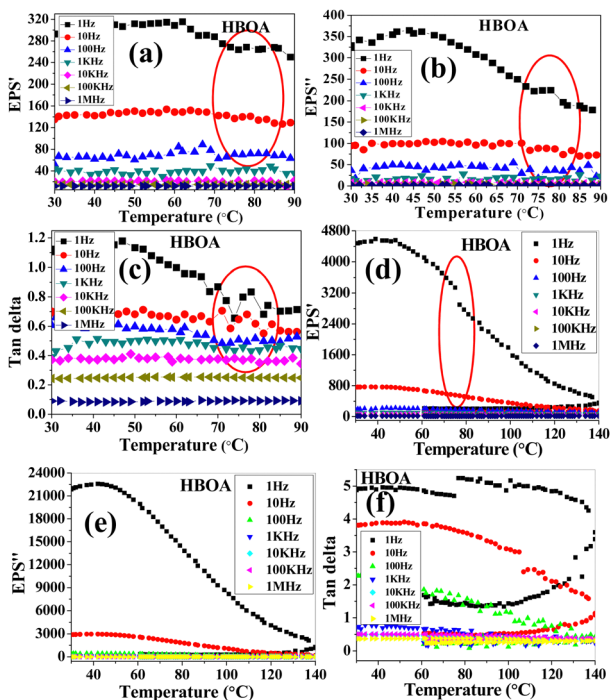 320
280
240
200
160
120
80
40
30 40 50 60 70 80 90
EPS'
Temperature (°C)
HBOA
(a)
1Hz
10Hz
100Hz
1KHz
10KHz
100KHz
1MHz
400
350
300
250
200
150
100
50
0
30 35 40 45 50 55 60 65 70 75 80 85 90
EPS''
Temperature (°C)
HBOA
(b)
1Hz
10Hz
100Hz
1KHz
10KHz
100KHz
1MHz
1.2
1.0
0.8
0.6
0.4
0.2
0.0
30 40 50 60 70 80 90
Tan delta
Temperature (°C)
HBOA
(c)
1Hz
10Hz
100Hz
1KHz
10KHz
100KHz
1MHz
4800
4000
3200
2400
1600
800
0
40 60 80 100 120 140
EPS'
Temperature (°C)
HBOA
(d)
1Hz
10Hz
100Hz
1KHz
10KHz
100KHz
1MHz
24000
21000
18000
15000
12000
9000
6000
3000
0
40 60 80 100 120 140
EPS''
Temperature (°C)
HBOA
(e)
1Hz
10Hz
100Hz
1KHz
10KHz
100KHz
1MHz
5
4
3
2
1
0
40 60 80 100 120 140
Tan delta
Temperature (°C)
HBOA
(f)
1Hz
10Hz
100Hz
1KHz
10KHz
100KHz
1MHz